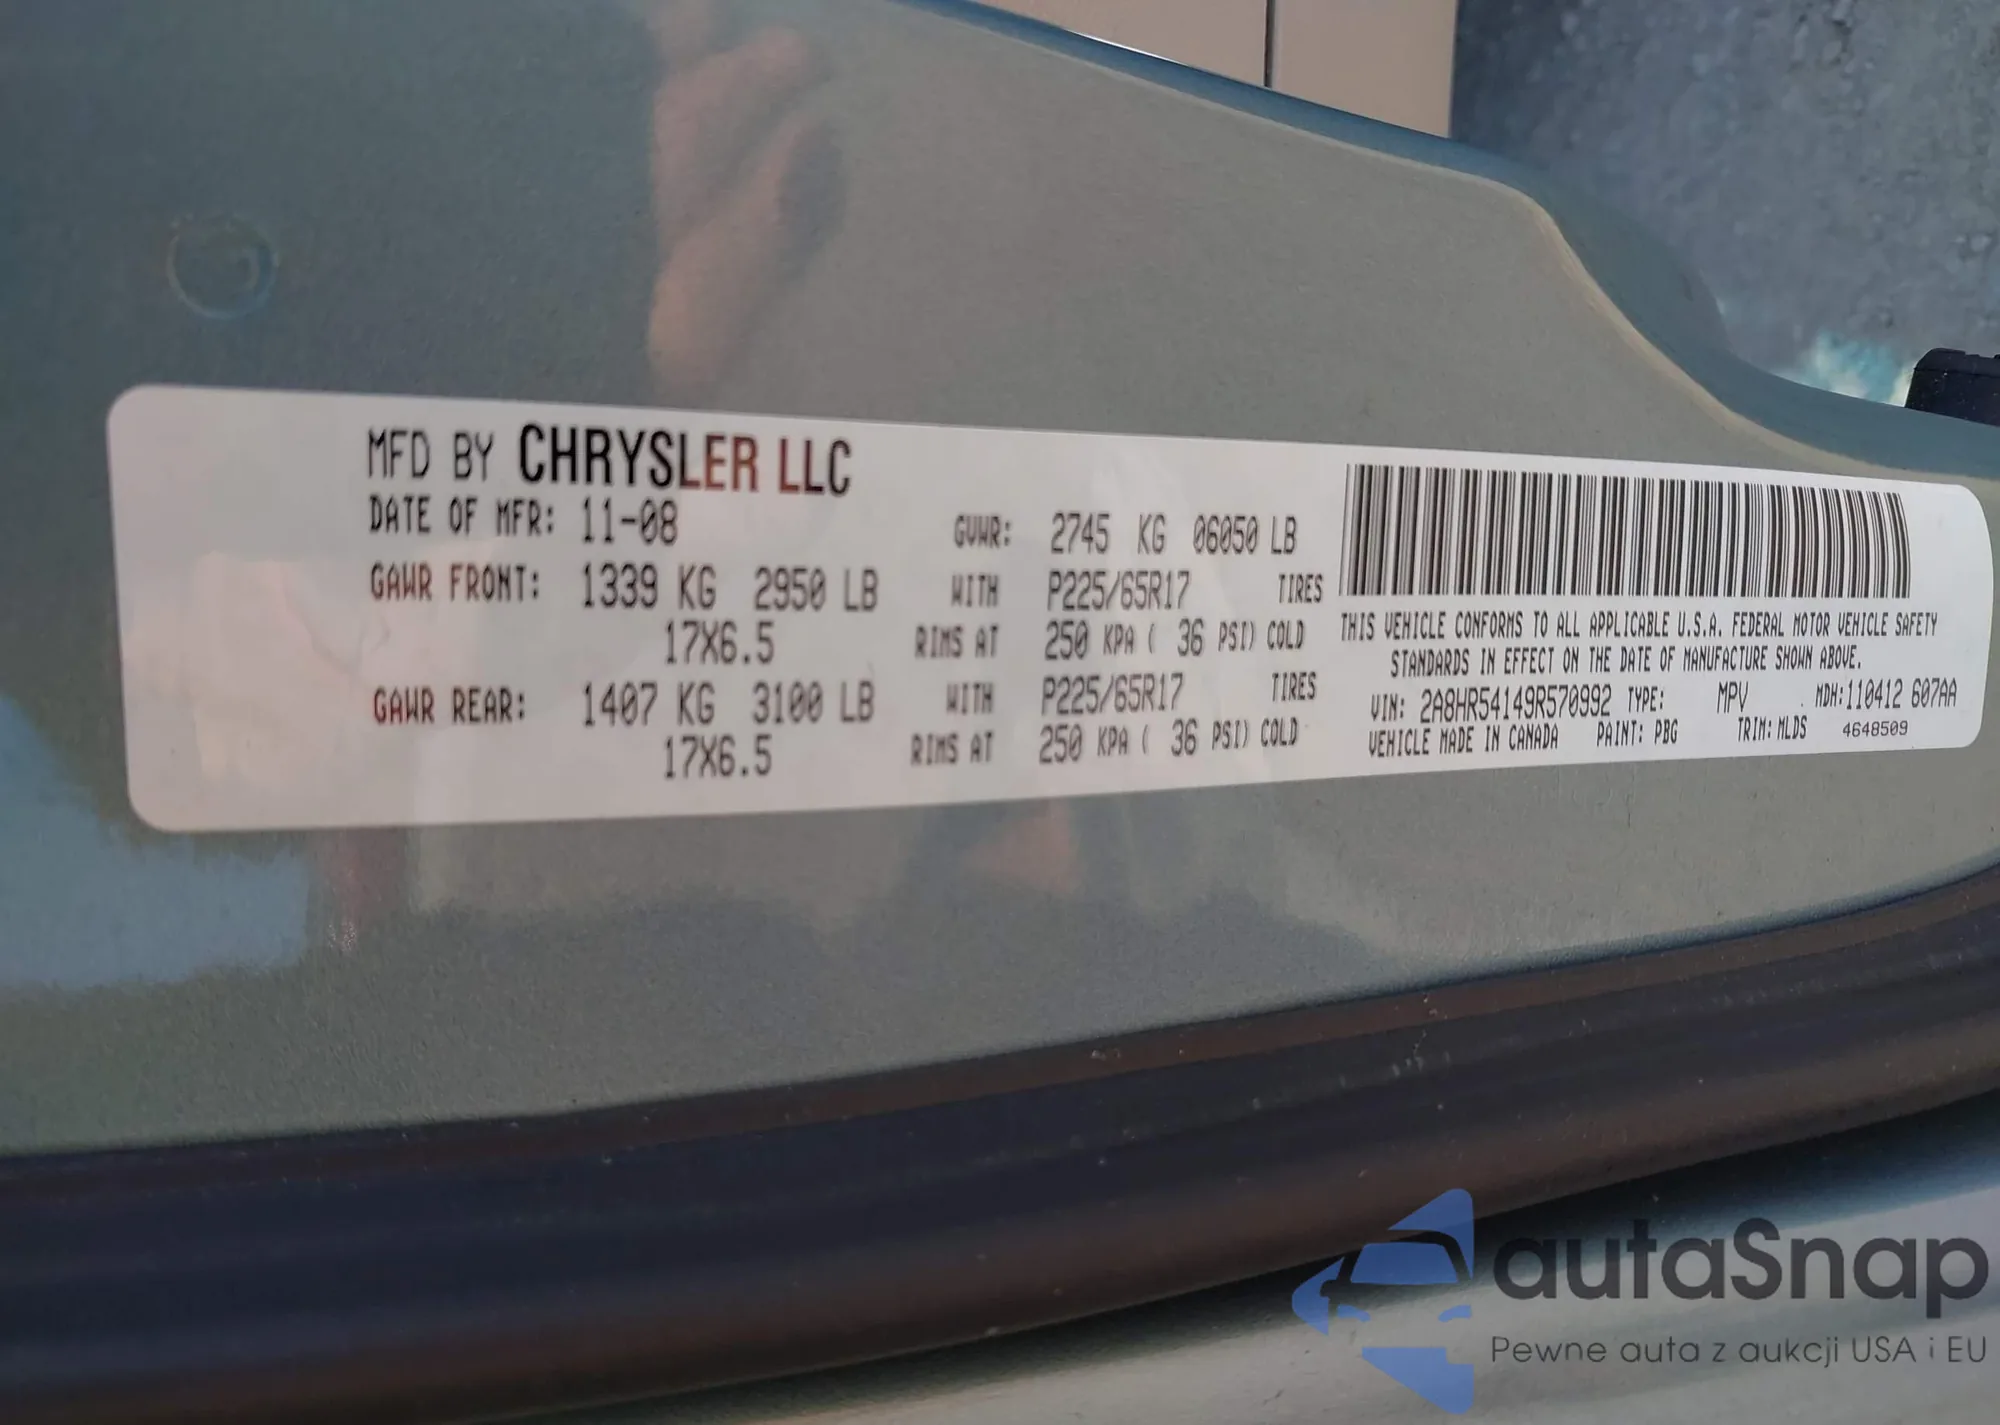 MFD BY CHRYSLER LLC
DATE OF MFR: 11-08 GVWR: 2745 KG 06050 LB
GAWR FRONT: 1339 KG 2950 LB WITH P225/65R17 TIRES
17X6.5 RIMS AT 250 KPA ( 36 PSI) COLD
GAWR REAR: 1407 KG 3100 LB WITH P225/65R17 TIRES
17X6.5 RIMS AT 250 KPA ( 36 PSI) COLD
THIS VEHICLE CONFORMS TO ALL APPLICABLE U.S.A. FEDERAL MOTOR VEHICLE SAFETY
STANDARDS IN EFFECT ON THE DATE OF MANUFACTURE SHOWN ABOVE.
VIN: 2A8HR54149R570992 TYPE: MPV MDH:110412 607AA
VEHICLE MADE IN CANADA PAINT: PBG TRIM: MLDS 4648509
autaSnap
Pewne auta z aukcji USA i EU